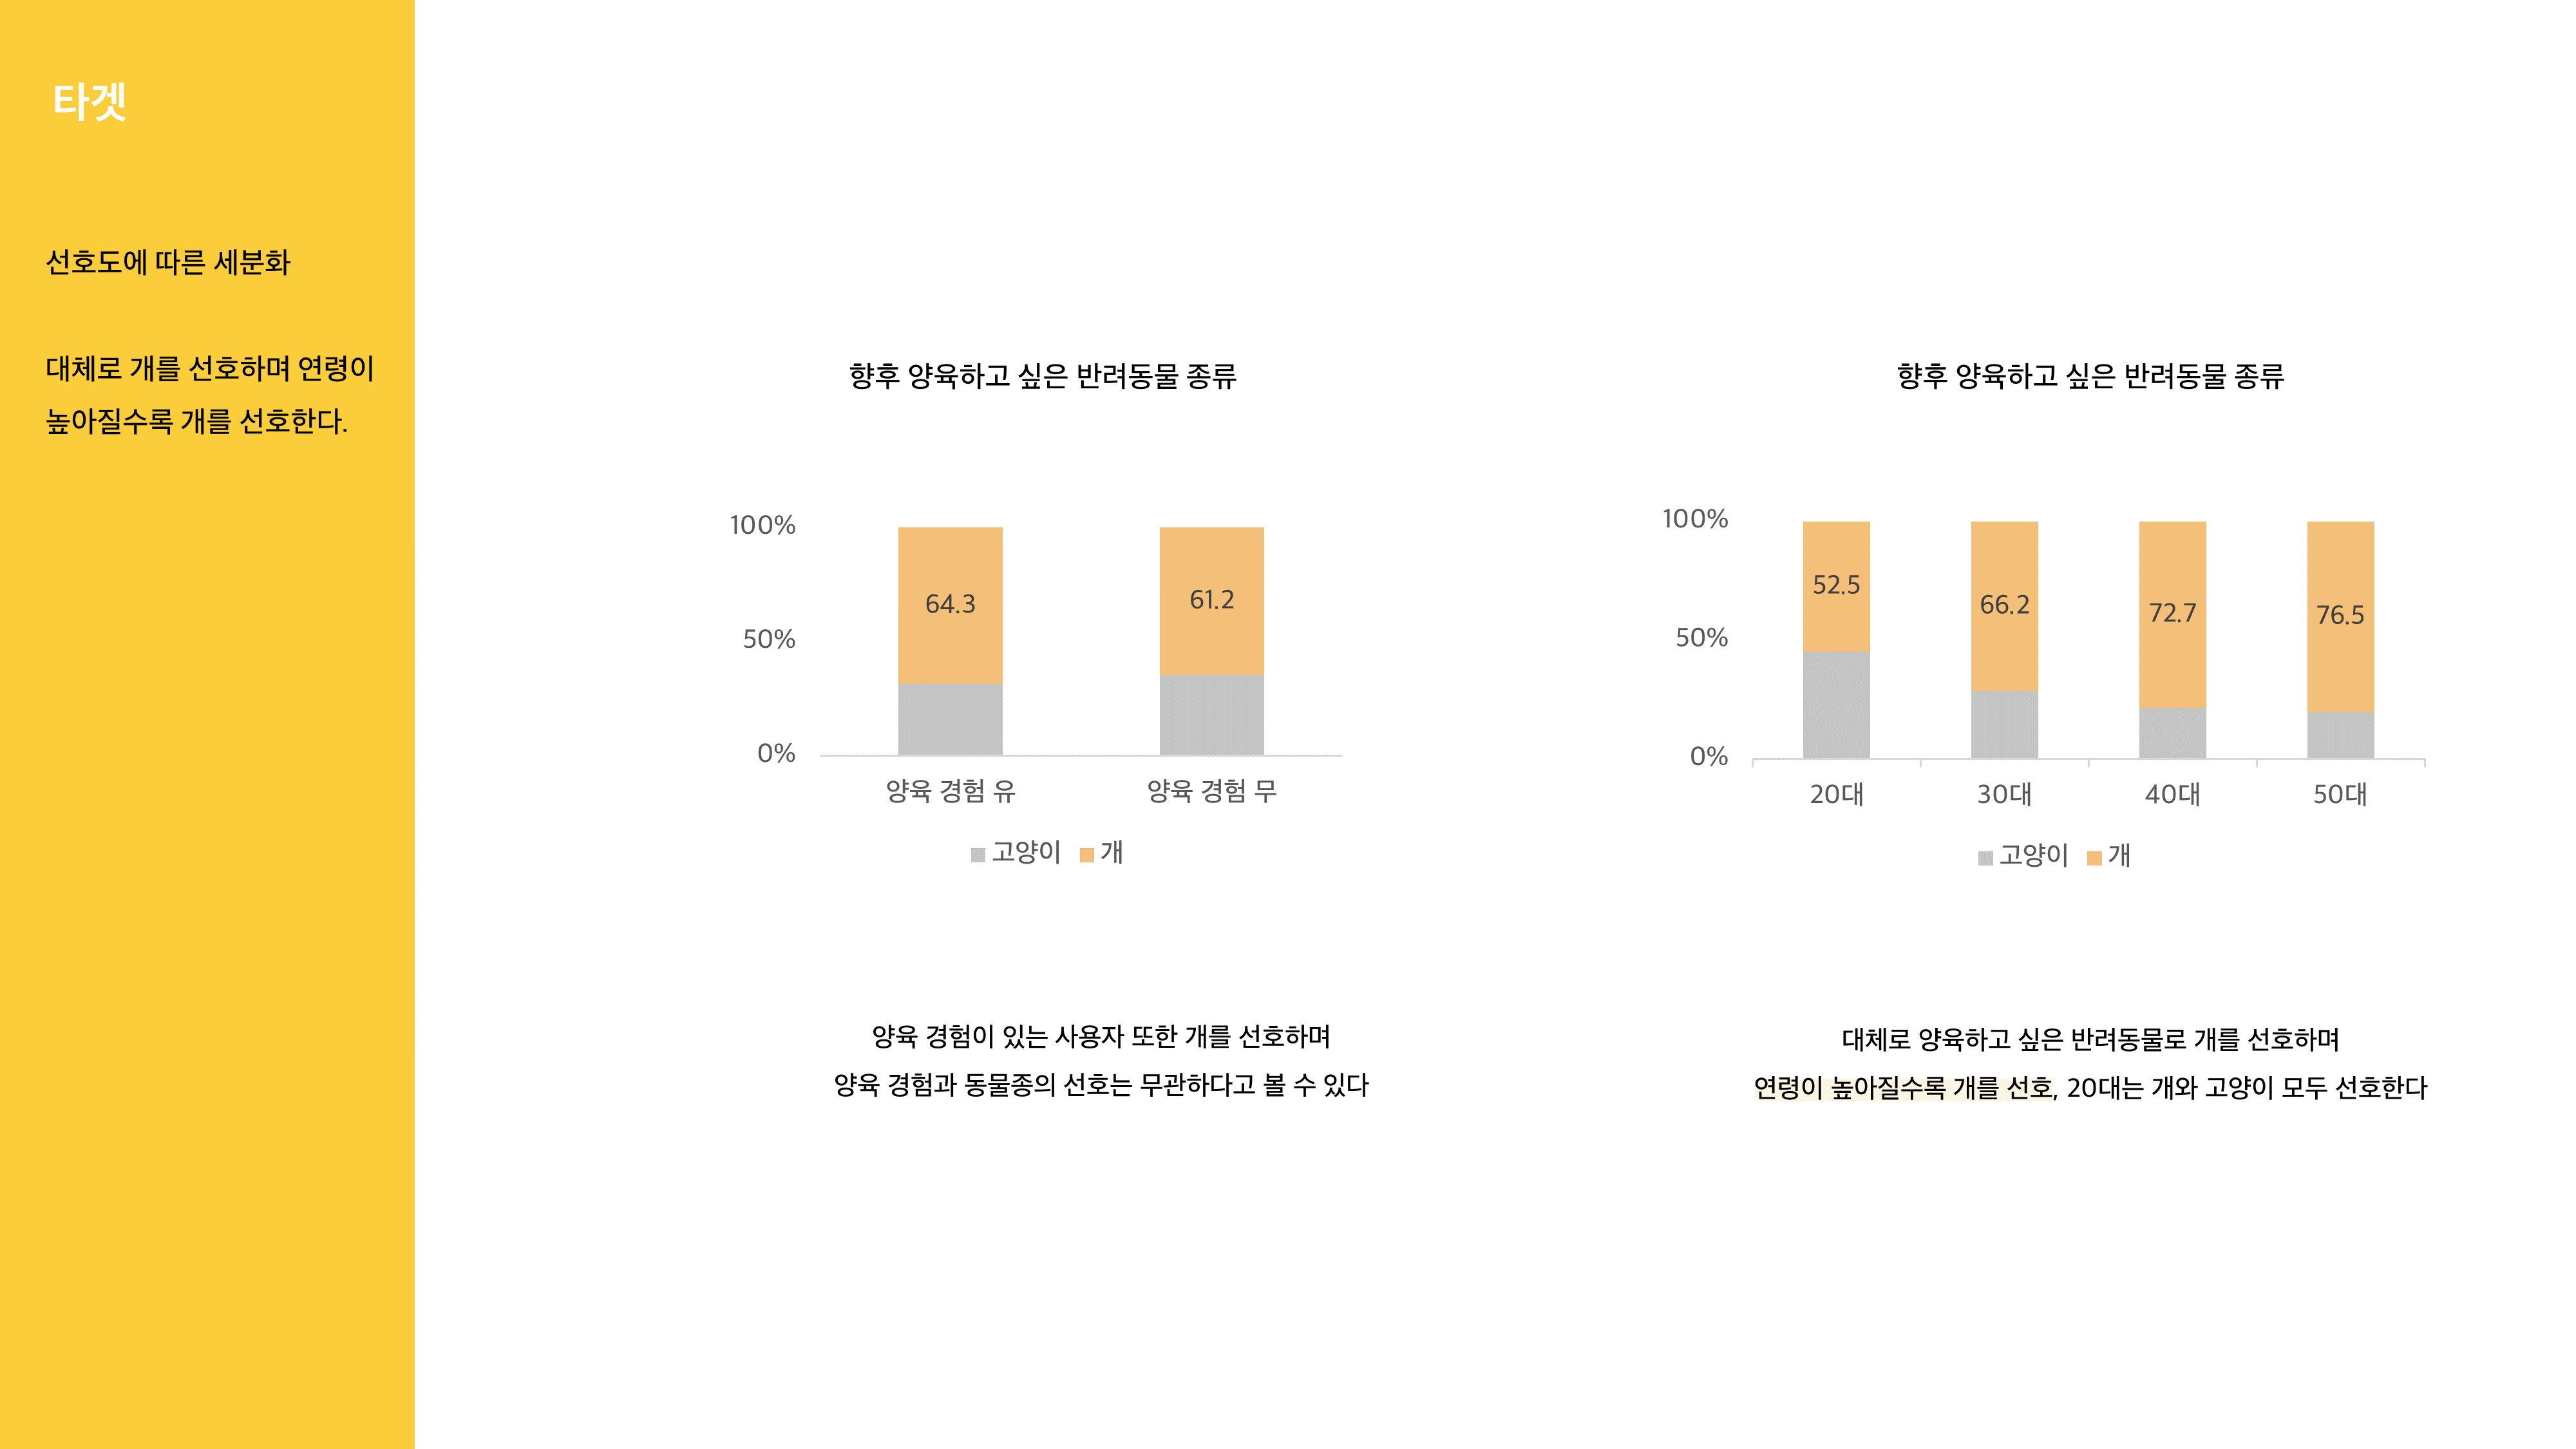 타겟
선호도에 따른 세분화
대체로 개를 선호하며 연령이
높아질수록 개를 선호한다.
향후 양육하고 싶은 반려동물 종류
100%
50%
0%
64.3
61.2
양육 경험 유
양육 경험 무
고양이
개
양육 경험이 있는 사용자 또한 개를 선호하며
양육 경험과 동물종의 선호는 무관하다고 볼 수 있다
향후 양육하고 싶은 반려동물 종류
100%
50%
0%
52.5
66.2
72.7
76.5
20대
30대
40대
50대
고양이
개
대체로 양육하고 싶은 반려동물로 개를 선호하며
연령이 높아질수록 개를 선호, 20대는 개와 고양이 모두 선호한다